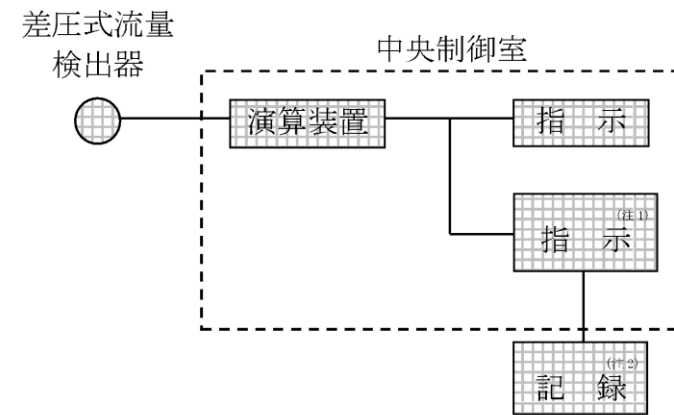 差圧式流量
検出器
中央制御室
演算装置
指 示
(注1)
指 示
(注2)
記 録